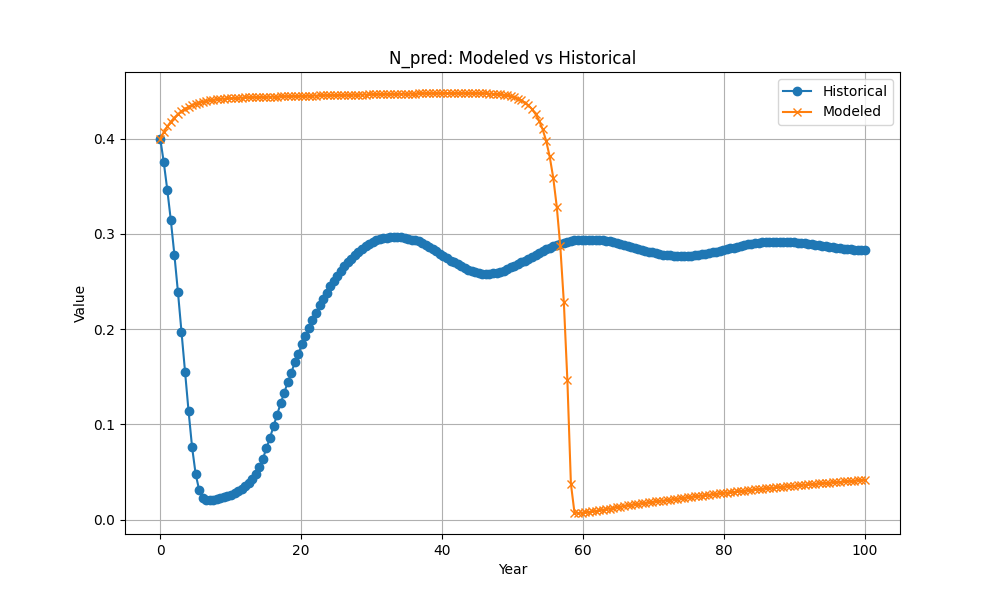 N_pred: Modeled vs Historical
Historical
Modeled
Value
0.4
0.3
0.2
0.1
0.0
0 20 40 60 80 100
Year